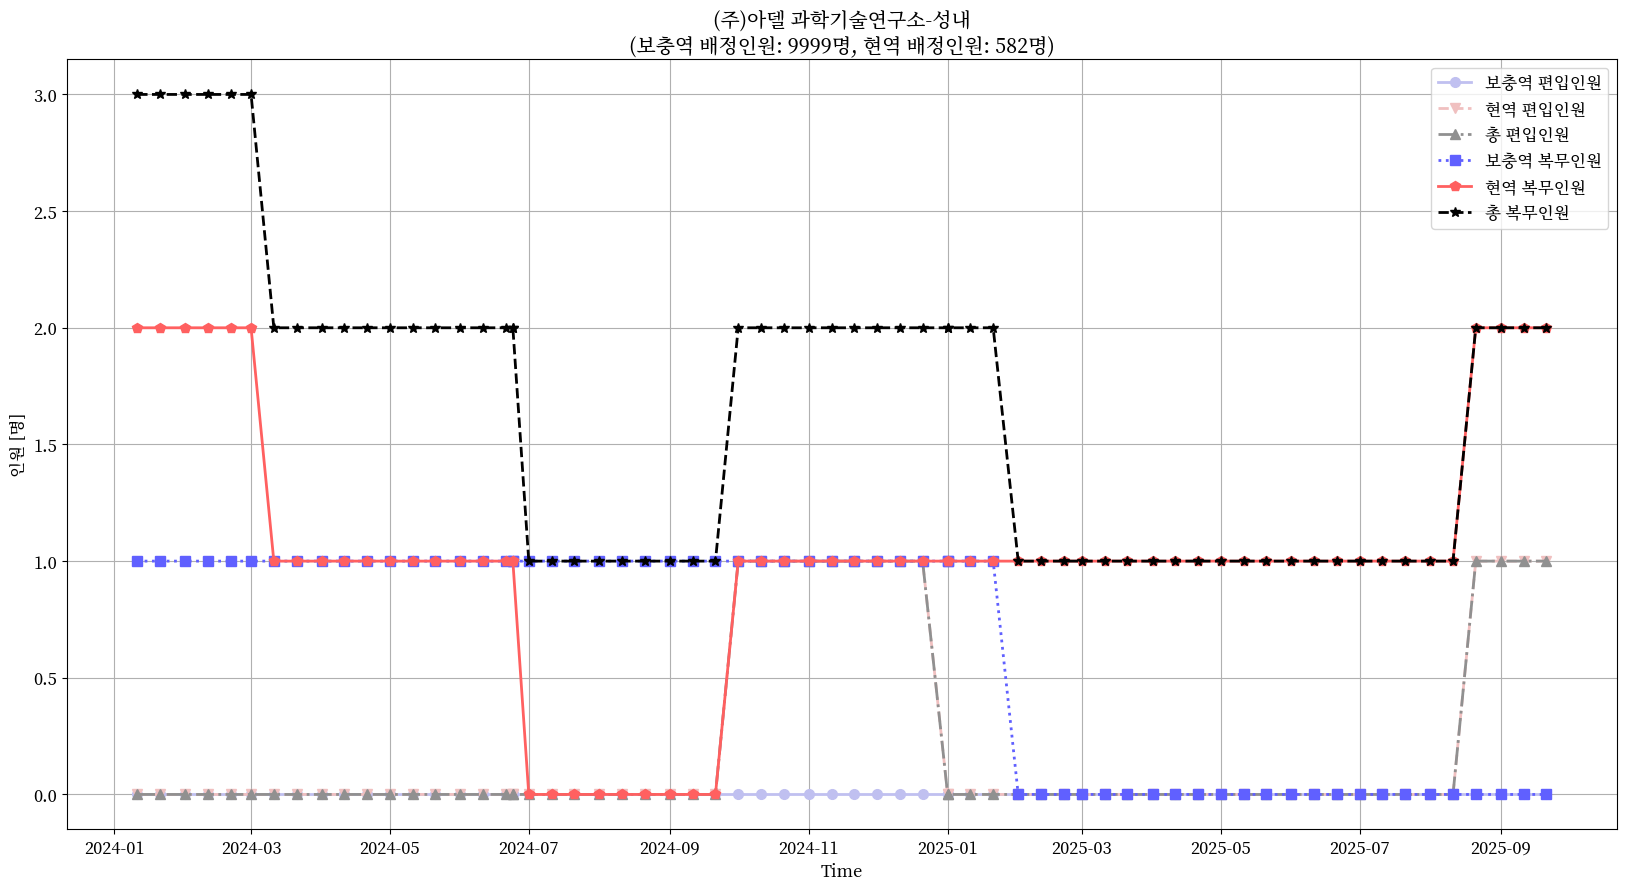 (주)아델 과학기술연구소-성내
(보충역 배정인원: 9999명, 현역 배정인원: 582명)
보충역 편입인원
현역 편입인원
총 편입인원
보충역 복무인원
현역 복무인원
총 복무인원
인원 [명]
3.0
2.5
2.0
1.5
1.0
0.5
0.0
2024-01
2024-03
2024-05
2024-07
2024-09
2024-11
2025-01
2025-03
2025-05
2025-07
2025-09
Time